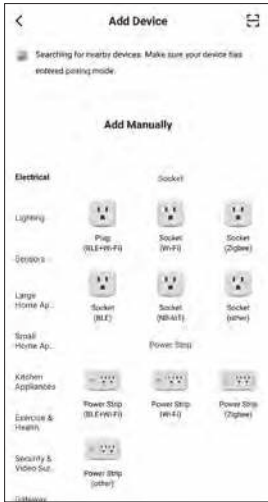 Add Device
Searching for nearby devices. Make sure your device has
entered pairing mode.
Add Manually
Electrical
Socket
Lighting
Plug
(BLE+Wi-Fi)
Socket
(Wi-Fi)
Socket
(Zigbee)
Sensors
Large
Home Ap...
Socket
(BLE)
Socket
(NB-IoT)
Socket
(other)
Small
Home Ap...
Power Strip
Kitchen
Appliances
Power Strip
(BLE+Wi-Fi)
Power Strip
(Wi-Fi)
Power Strip
(Zigbee)
Exercise &
Health
Security &
Video Sur...
Power Strip
(other)
Gateway